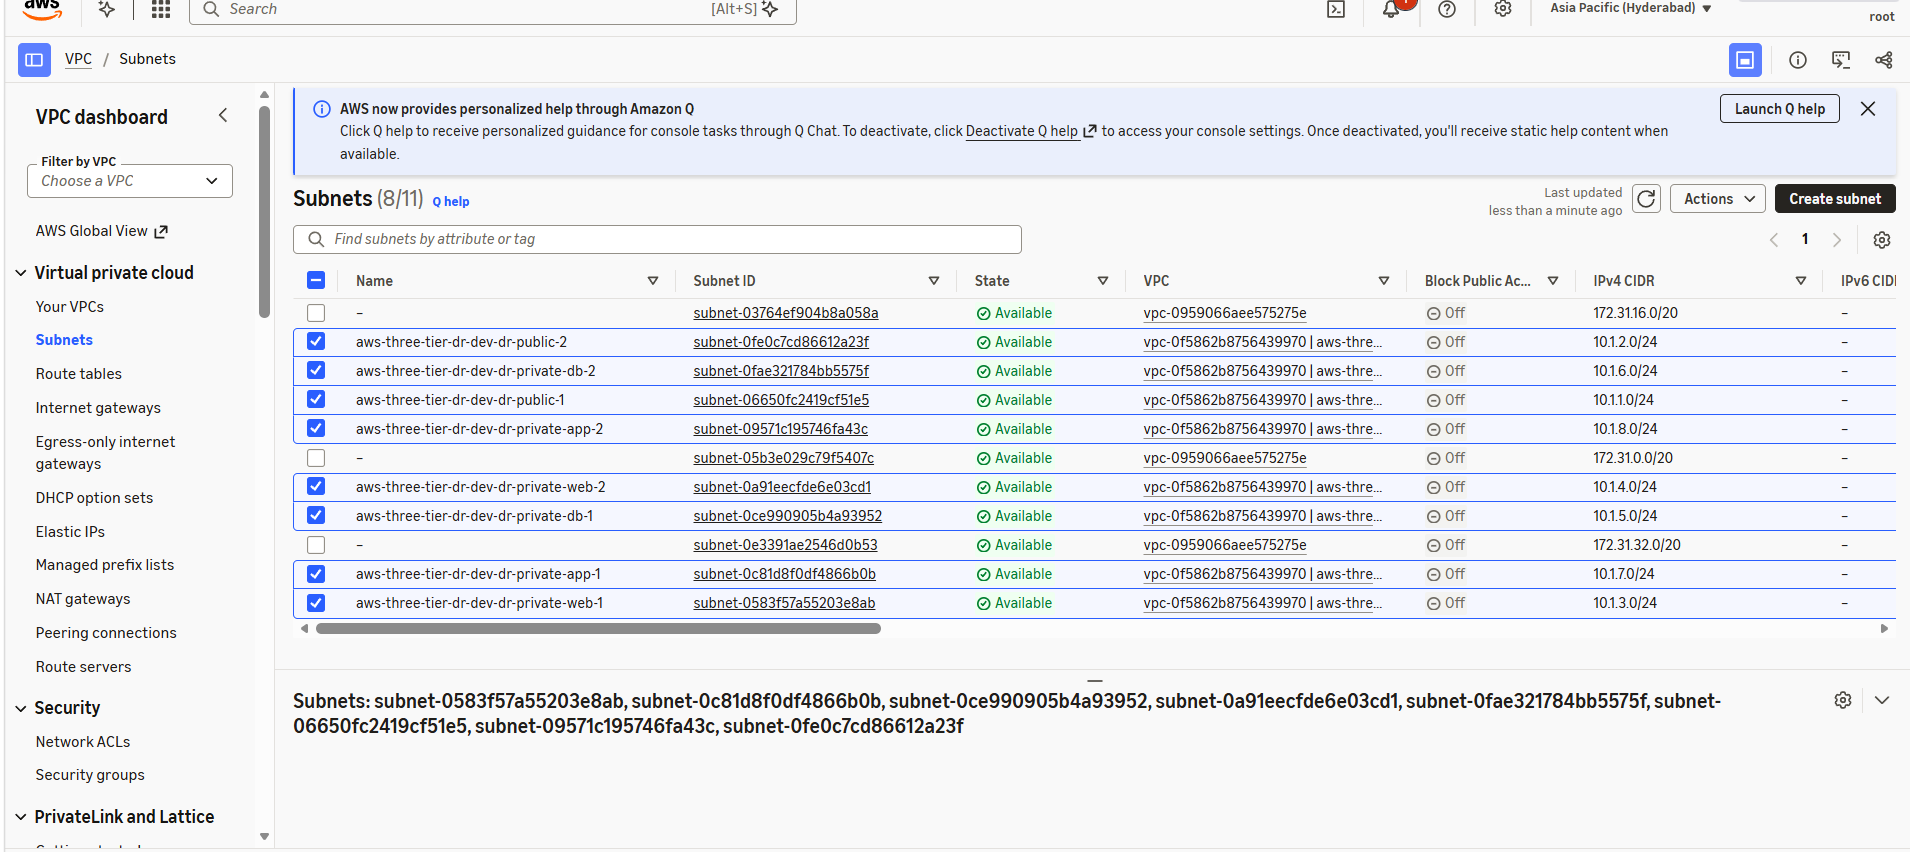 aws
Search
[Alt+S]
Asia Pacific (Hyderabad)
root
VPC / Subnets
VPC dashboard
Filter by VPC
Choose a VPC
AWS Global View
Virtual private cloud
Your VPCs
Subnets
Route tables
Internet gateways
Egress-only internet
gateways
DHCP option sets
Elastic IPs
Managed prefix lists
NAT gateways
Peering connections
Route servers
Security
Network ACLs
Security groups
PrivateLink and Lattice
AWS now provides personalized help through Amazon Q
Click Q help to receive personalized guidance for console tasks through Q Chat. To deactivate, click Deactivate Q help to access your console settings. Once deactivated, you'll receive static help content when
available.
Launch Q help
Subnets (8/11) Q help
Last updated
less than a minute ago
Actions
Create subnet
Find subnets by attribute or tag
1
Name Subnet ID State VPC Block Public Ac... IPv4 CIDR IPv6 CIDI
– subnet-03764ef904b8a058a Available vpc-0959066aee575275e Off 172.31.16.0/20 –
aws-three-tier-dr-dev-dr-public-2 subnet-0fe0c7cd86612a23f Available vpc-0f5862b8756439970 | aws-thre... Off 10.1.2.0/24 –
aws-three-tier-dr-dev-dr-private-db-2 subnet-0fae321784bb5575f Available vpc-0f5862b8756439970 | aws-thre... Off 10.1.6.0/24 –
aws-three-tier-dr-dev-dr-public-1 subnet-06650fc2419cf51e5 Available vpc-0f5862b8756439970 | aws-thre... Off 10.1.1.0/24 –
aws-three-tier-dr-dev-dr-private-app-2 subnet-09571c195746fa43c Available vpc-0f5862b8756439970 | aws-thre... Off 10.1.8.0/24 –
– subnet-05b3e029c79f5407c Available vpc-0959066aee575275e Off 172.31.0.0/20 –
aws-three-tier-dr-dev-dr-private-web-2 subnet-0a91eecfde6e03cd1 Available vpc-0f5862b8756439970 | aws-thre... Off 10.1.4.0/24 –
aws-three-tier-dr-dev-dr-private-db-1 subnet-0ce990905b4a93952 Available vpc-0f5862b8756439970 | aws-thre... Off 10.1.5.0/24 –
– subnet-0e3391ae2546d0b53 Available vpc-0959066aee575275e Off 172.31.32.0/20 –
aws-three-tier-dr-dev-dr-private-app-1 subnet-0c81d8f0df4866b0b Available vpc-0f5862b8756439970 | aws-thre... Off 10.1.7.0/24 –
aws-three-tier-dr-dev-dr-private-web-1 subnet-0583f57a55203e8ab Available vpc-0f5862b8756439970 | aws-thre... Off 10.1.3.0/24 –
Subnets: subnet-0583f57a55203e8ab, subnet-0c81d8f0df4866b0b, subnet-0ce990905b4a93952, subnet-0a91eecfde6e03cd1, subnet-0fae321784bb5575f, subnet-
06650fc2419cf51e5, subnet-09571c195746fa43c, subnet-0fe0c7cd86612a23f